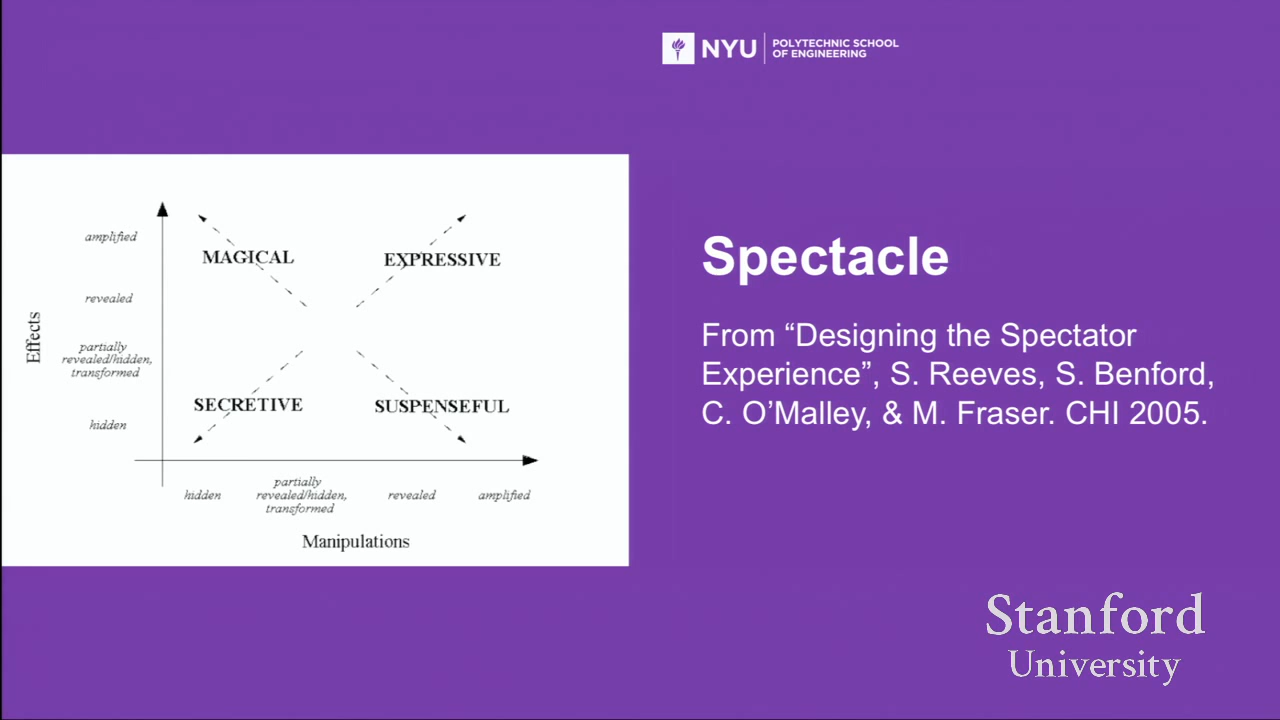 NYU
POLYTECHNIC SCHOOL
OF ENGINEERING
amplified
MAGICAL
EXPRESSIVE
revealed
Effects
partially
revealed/hidden,
transformed
SECRETIVE
SUSPENSEFUL
hidden
hidden
partially
revealed/hidden,
transformed
revealed
amplified
Manipulations
Spectacle
From “Designing the Spectator
Experience”, S. Reeves, S. Benford,
C. O’Malley, & M. Fraser. CHI 2005.
Stanford
University